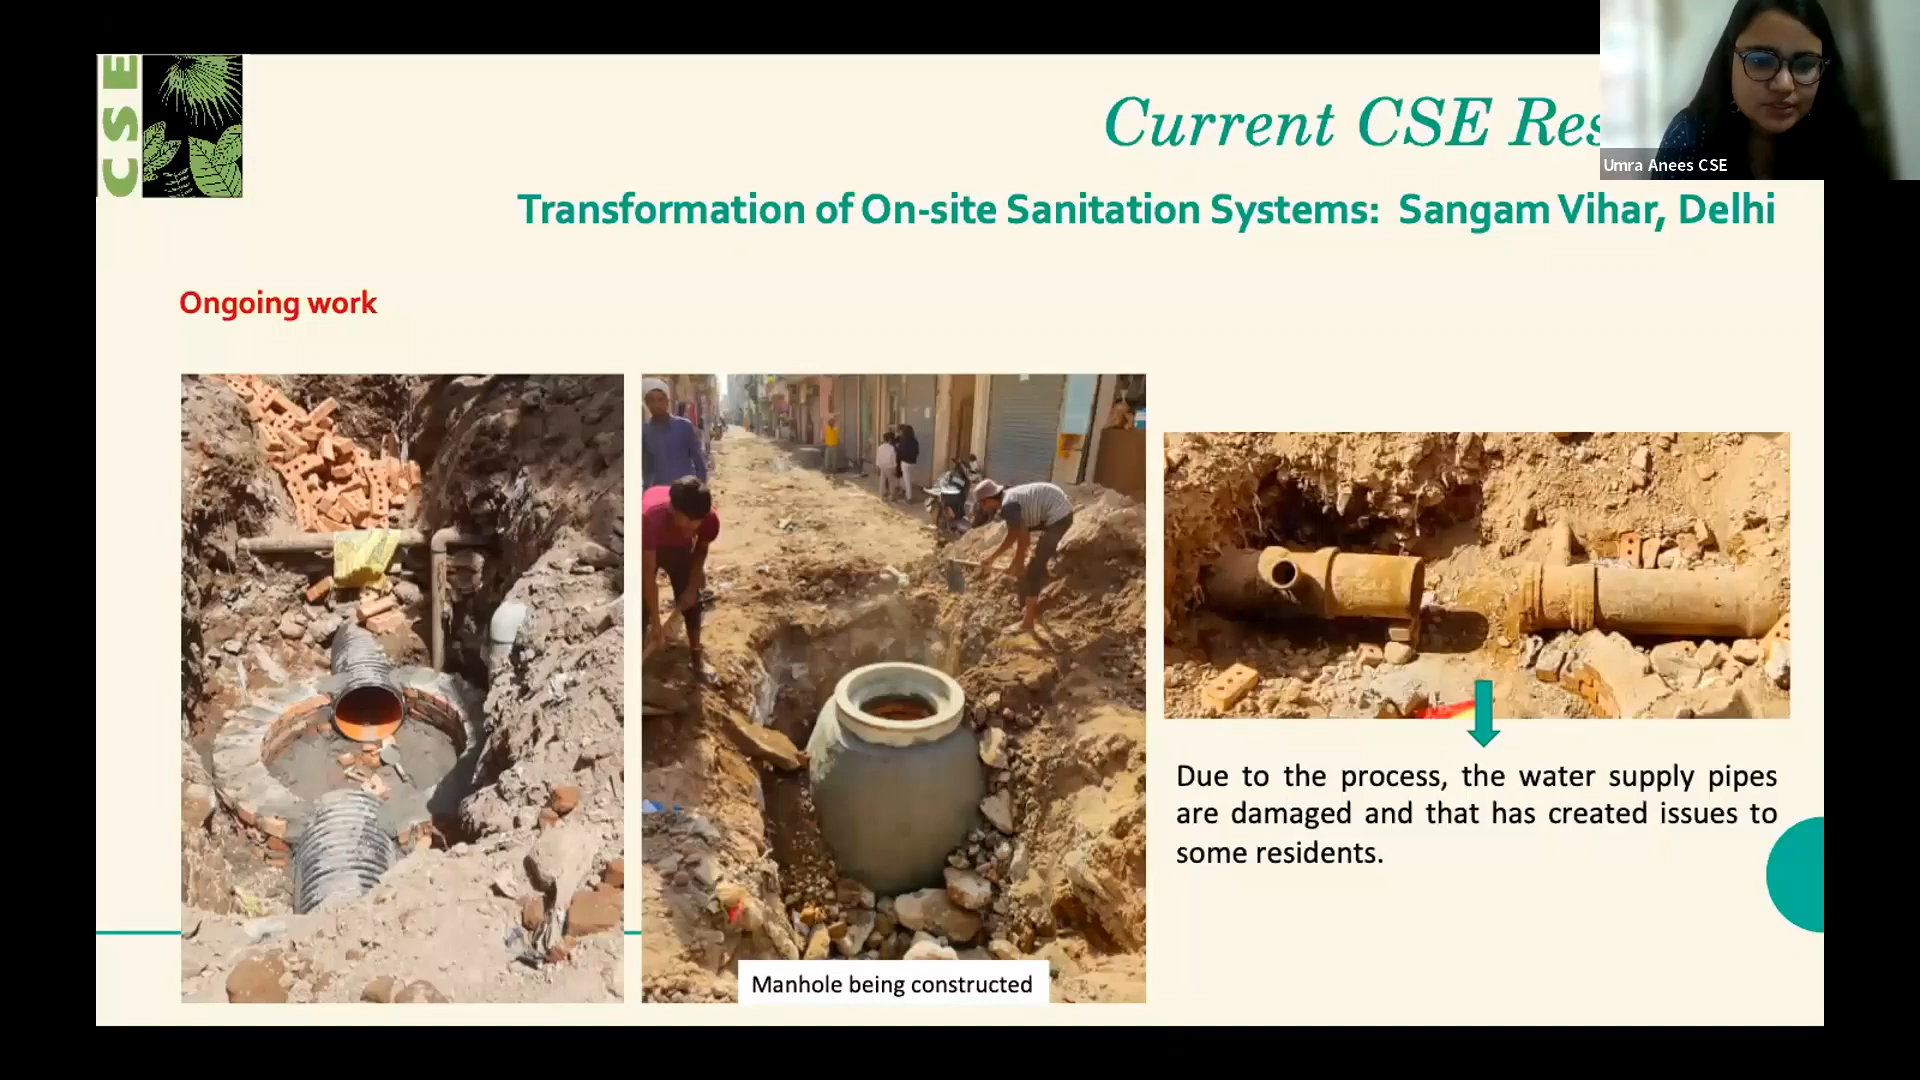 CSE
Current CSE
Umra Anees CSE
Transformation of On-site Sanitation Systems: Sangam Vihar, Delhi
Ongoing work
Due to the process, the water supply pipes
are damaged and that has created issues to
some residents.
Manhole being constructed